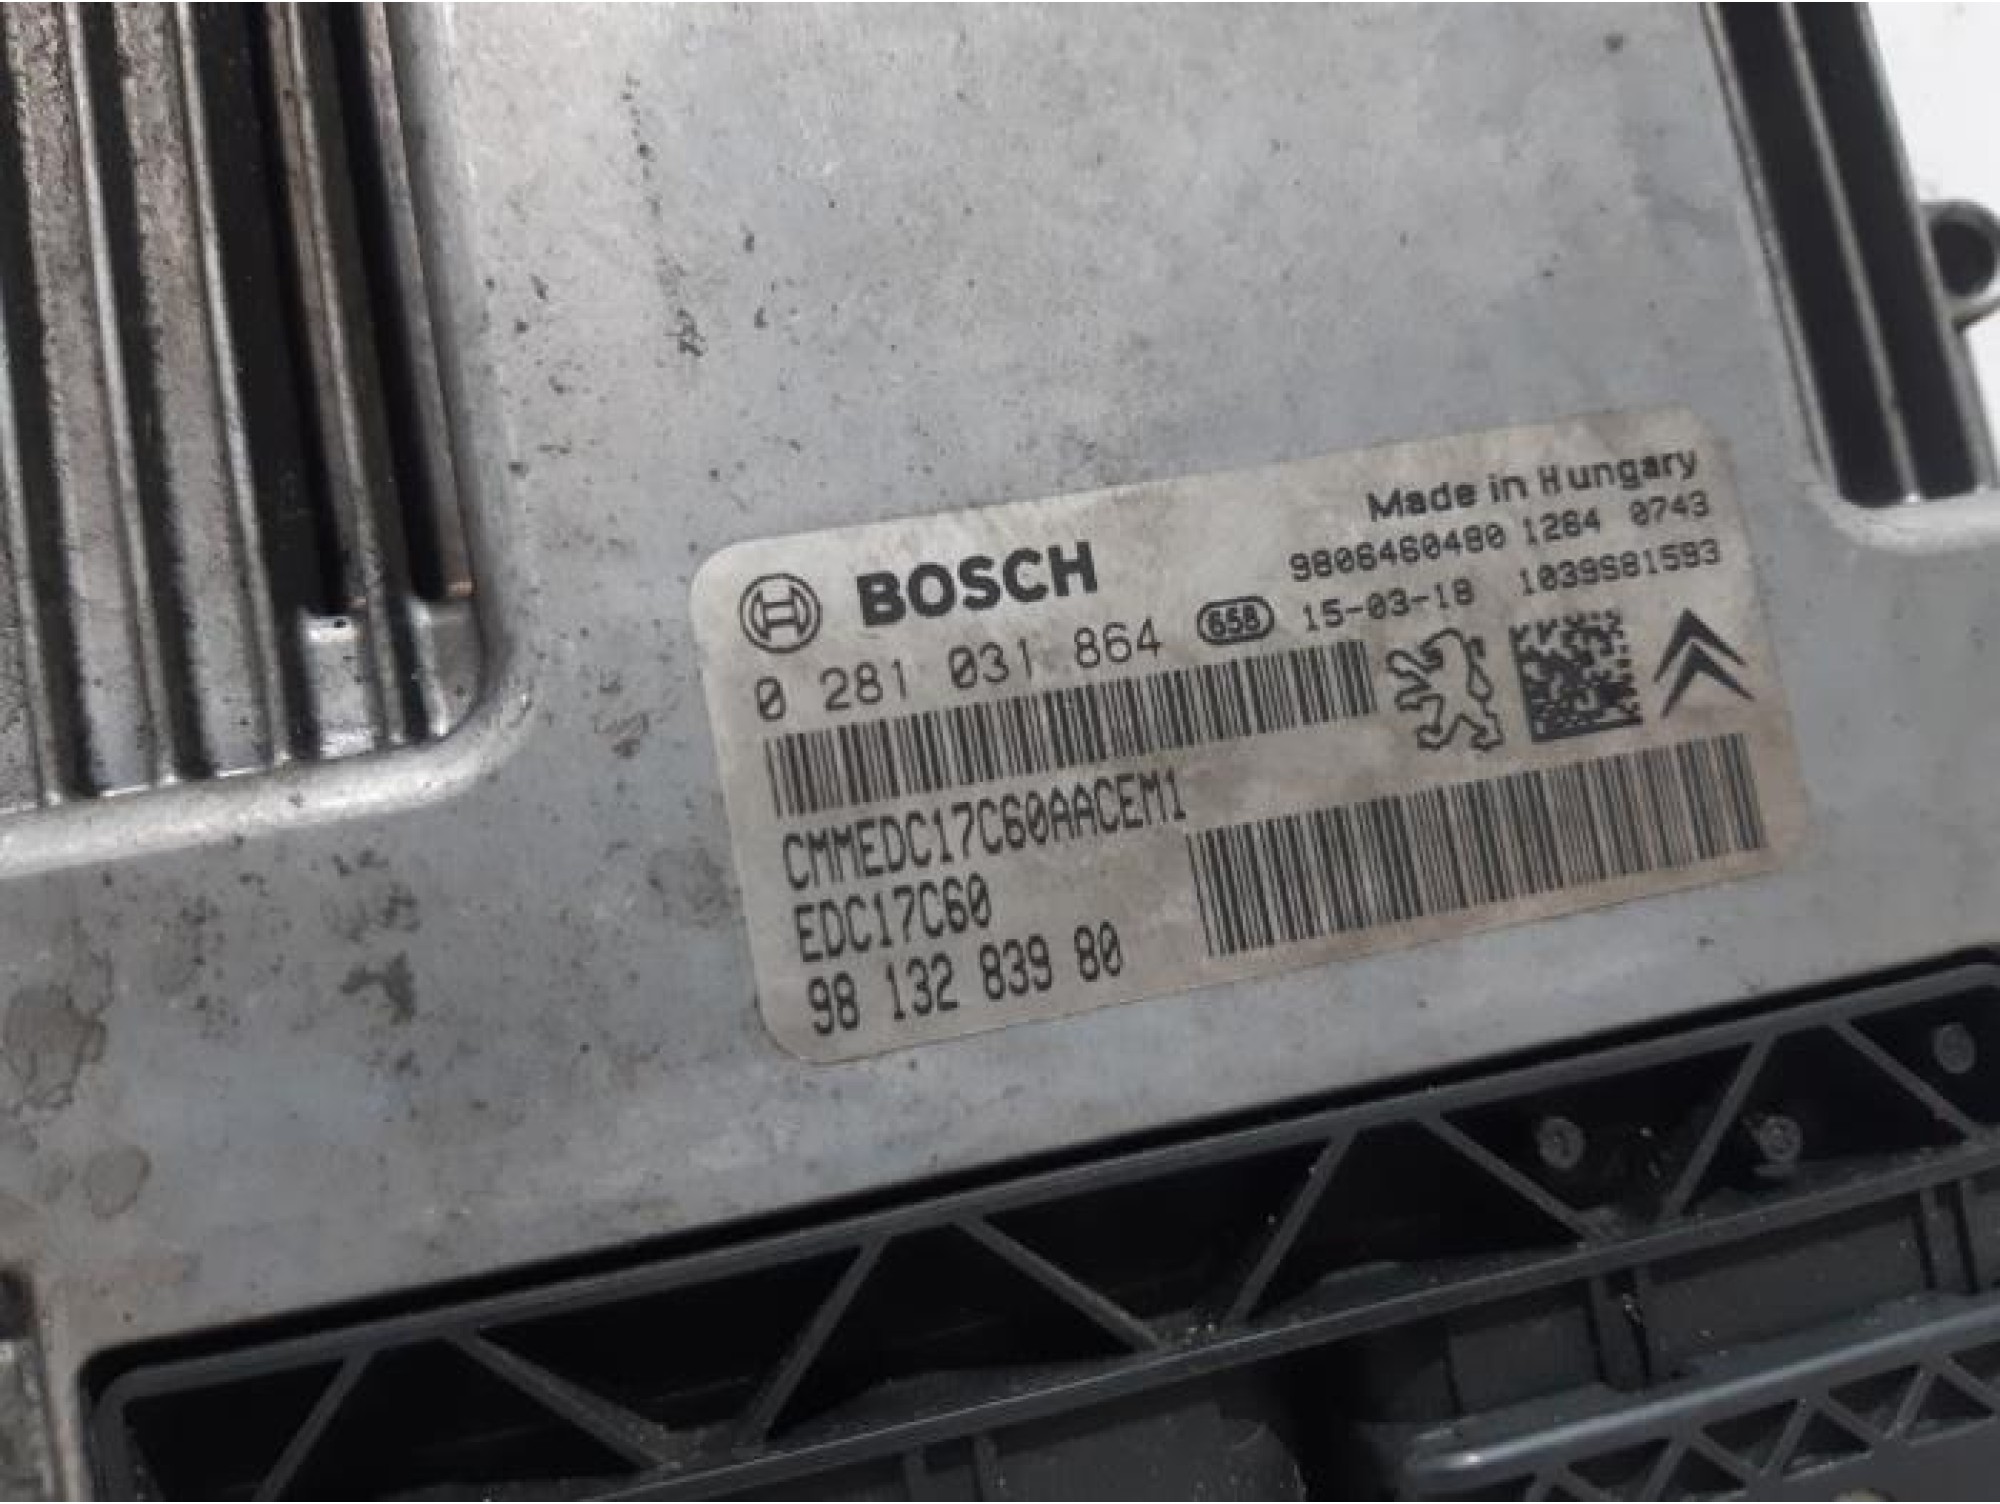 Made in Hungary
BOSCH
9806460480 1284 0743
0 281 031 864 658 15-03-18 1039S81593
CMMEDC17C60AACEM1
EDC17C60
98 132 839 80